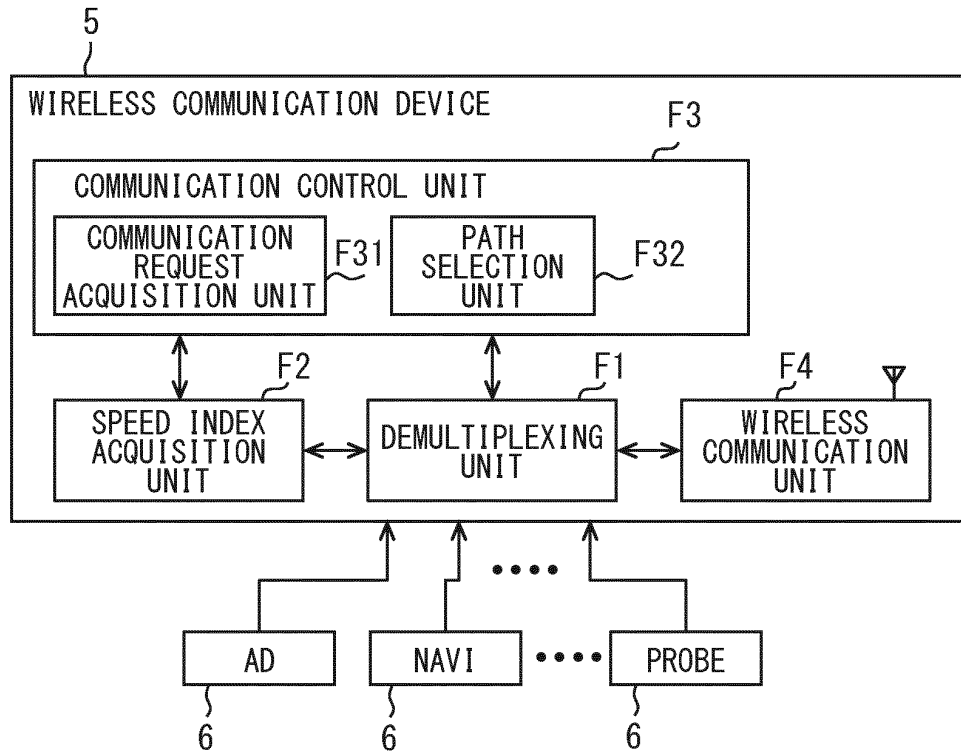 5
WIRELESS COMMUNICATION DEVICE
F3
COMMUNICATION CONTROL UNIT
COMMUNICATION
REQUEST
ACQUISITION UNIT
F31
PATH
SELECTION
UNIT
F32
F2
SPEED INDEX
ACQUISITION
UNIT
F1
DEMULTIPLEXING
UNIT
F4
WIRELESS
COMMUNICATION
UNIT
AD
NAVI
PROBE
6
6
6